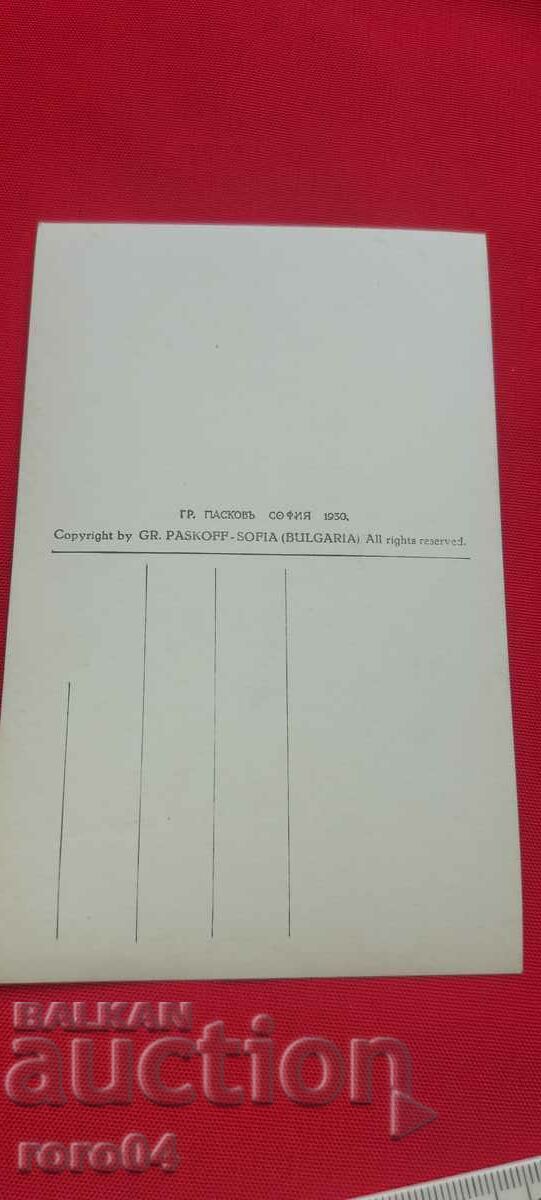 ГР. ПАСКОВЪ СОФИЯ 1930.
Copyright by GR. PASKOFF - SOFIA (BULGARIA) All rights reserved.
BALKAN
auction
roro04